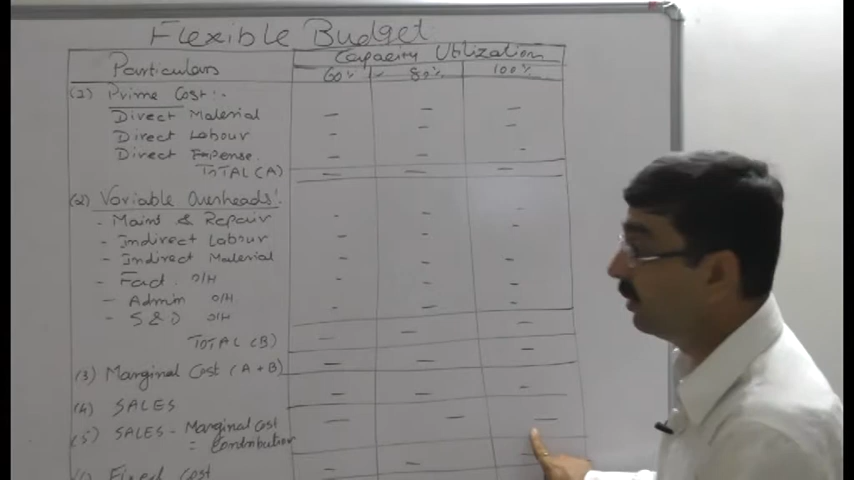 Flexible Budget
Particulars
Capacity Utilization
60% 80% 100%
(1) Prime Cost:-
Direct Material
Direct Labour
Direct Expense.
TOTAL (A)
(2) Variable Overheads:
- Main5 & Repair
- Indirect Labour
- Indirect Material
- Fact. O/H
- Admin O/H
- S&D O/H
TOTAL (B)
(3) Marginal Cost (A+B)
(4) SALES
(5) SALES - Marginal Cost
= Contribution
Fixed Cost